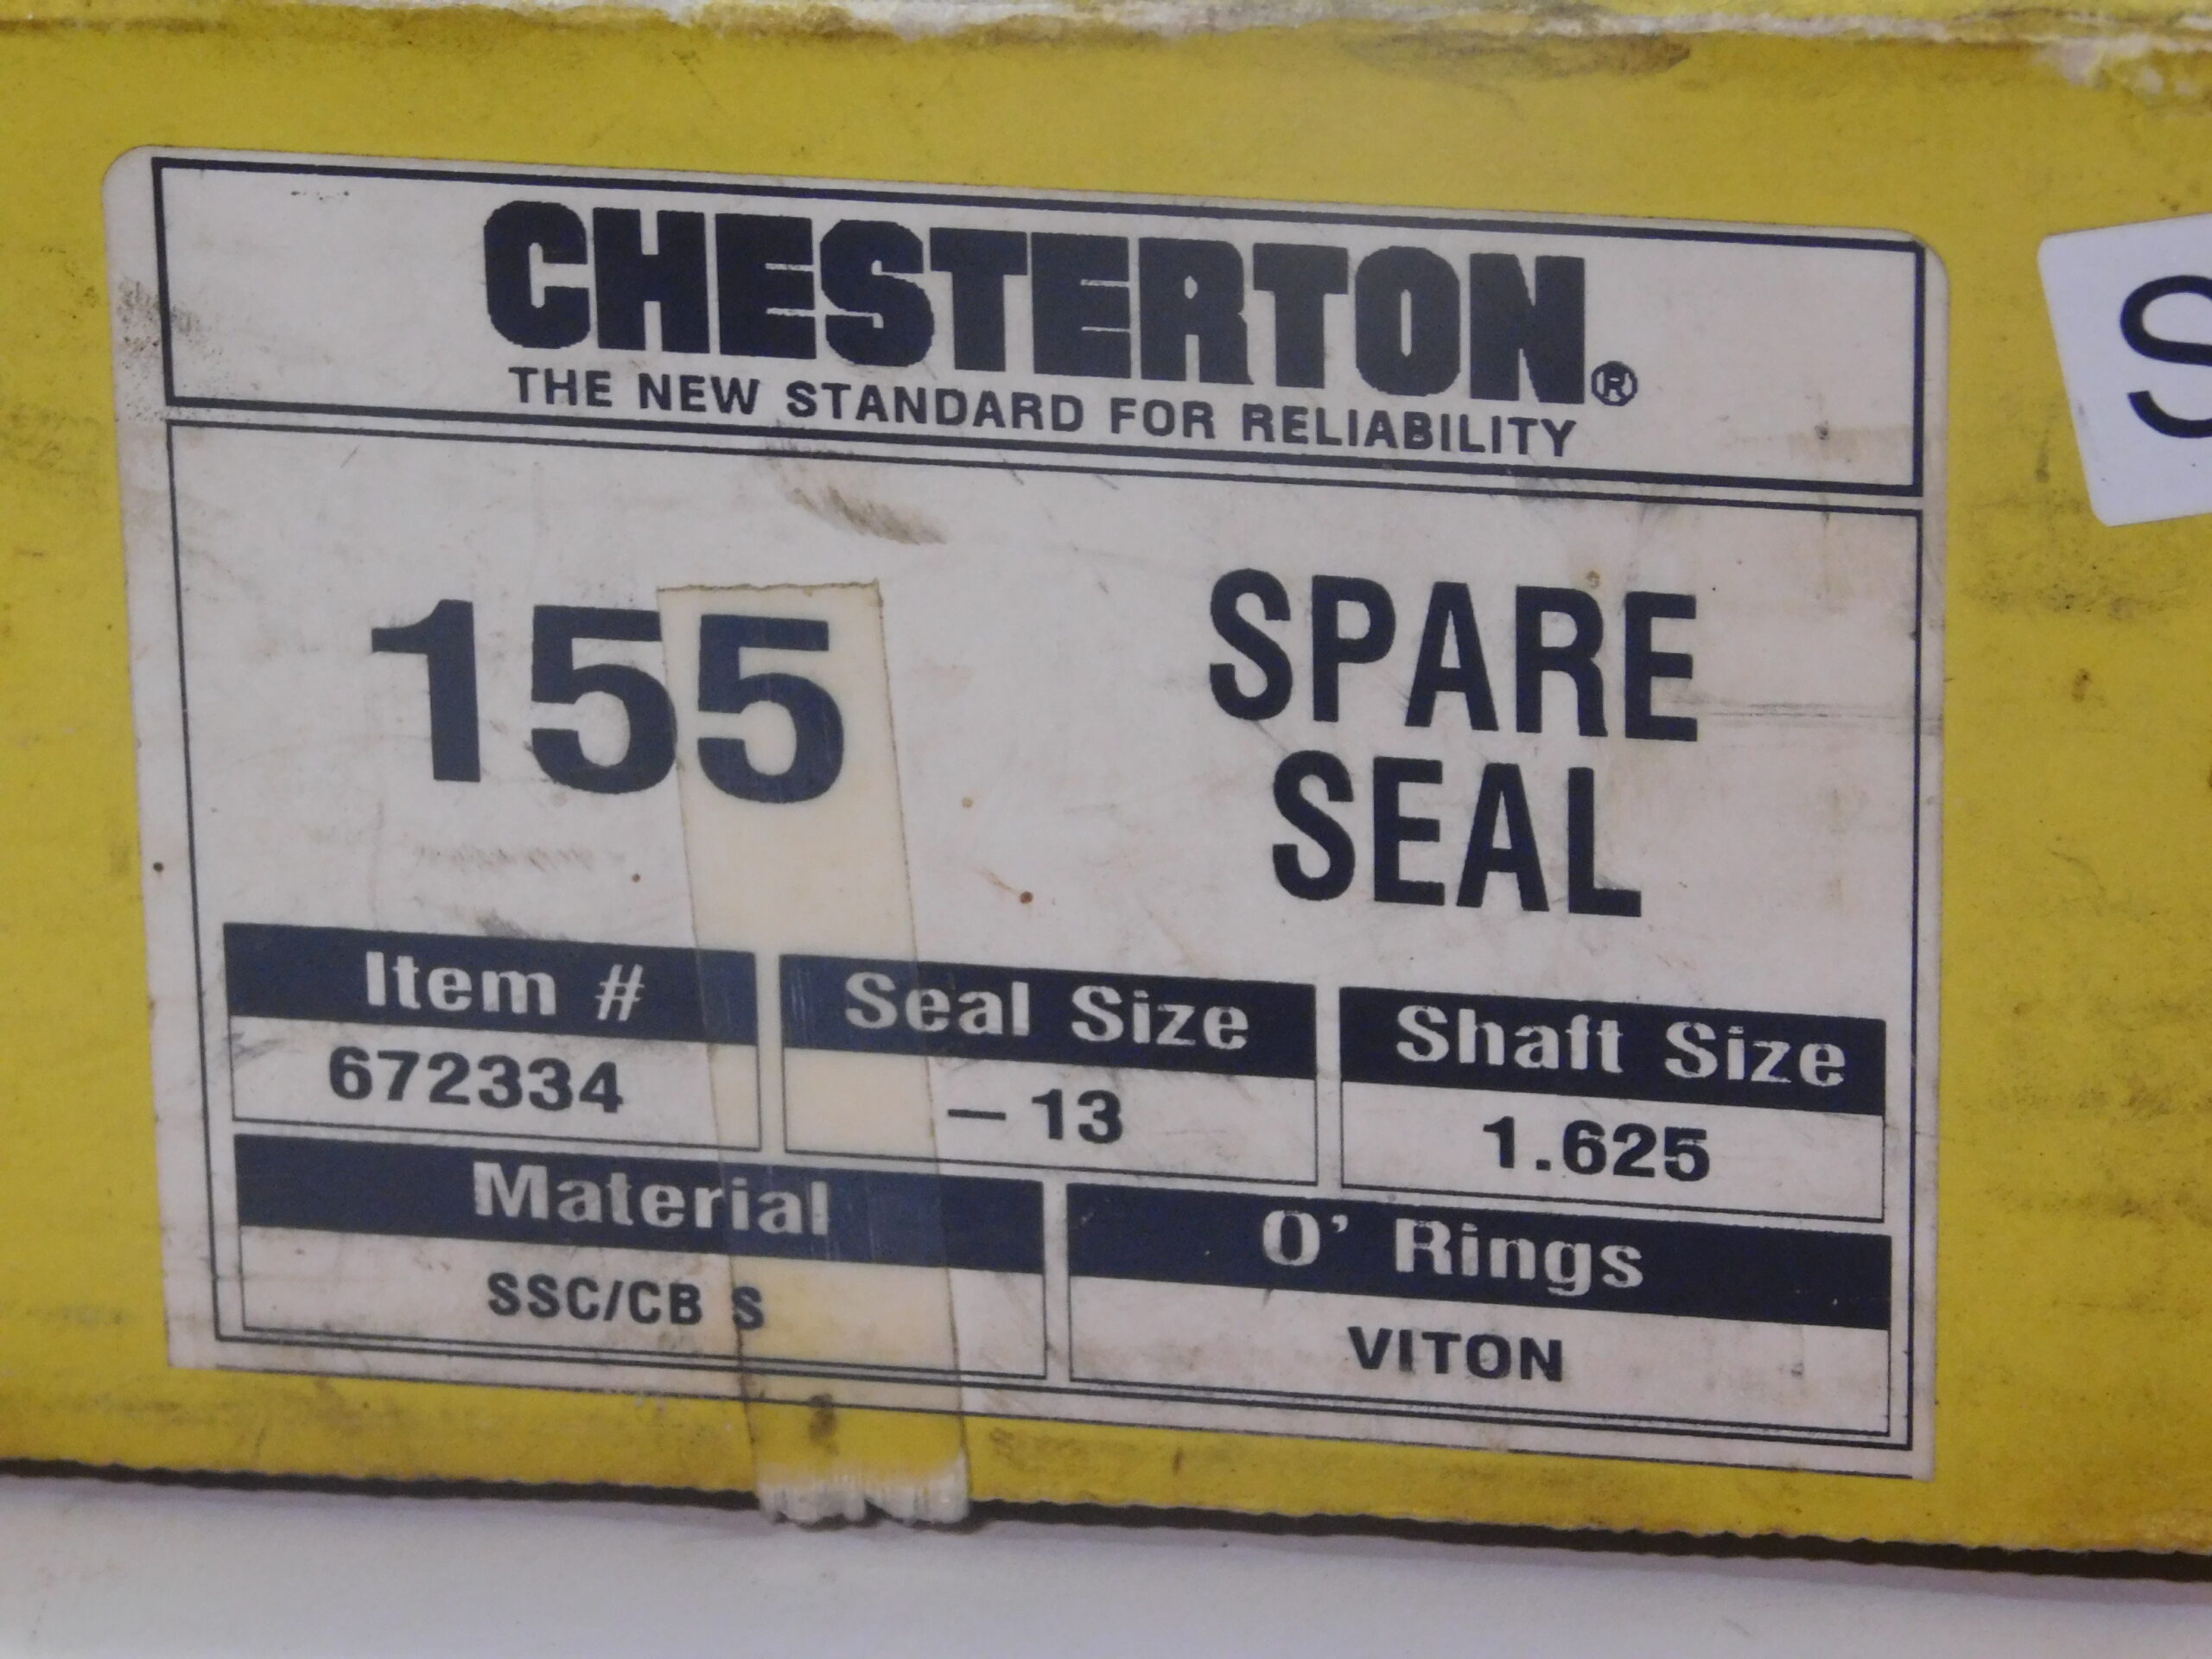 CHESTERTON®
THE NEW STANDARD FOR RELIABILITY
155
SPARE
SEAL
Item #
672334
Seal Size
— 13
Shaft Size
1.625
Material
SSC/CB S
O' Rings
VITON
S